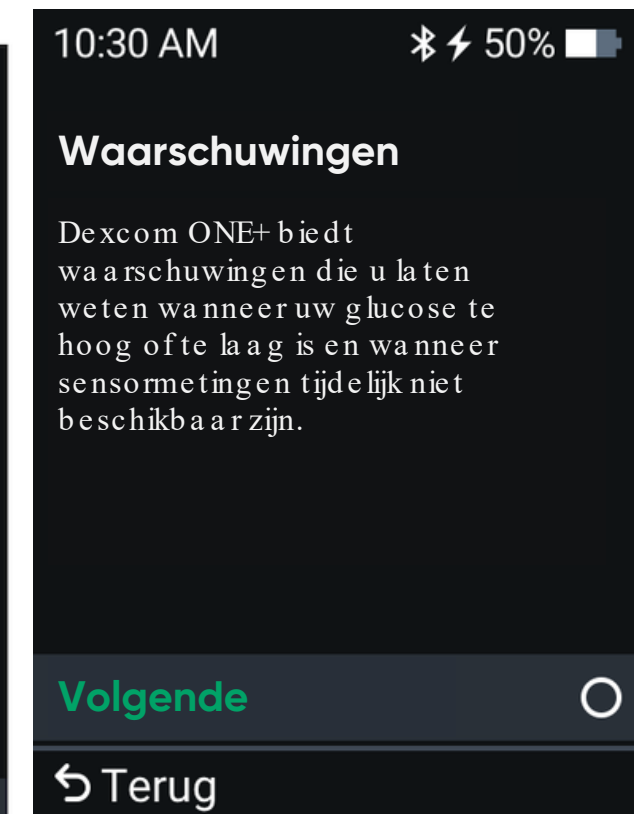 10:30 AM 50%
Waarschuwingen
Dexcom ONE+ biedt
waarschuwingen die u laten
weten wanneer uw glucose te
hoog of te laag is en wanneer
sensormetingen tijdelijk niet
beschikbaar zijn.
Volgende
Terug